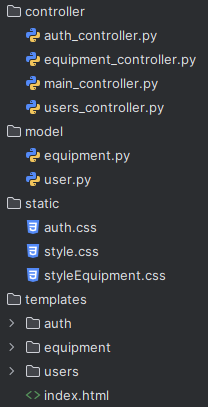 controller
auth_controller.py
equipment_controller.py
main_controller.py
users_controller.py
model
equipment.py
user.py
static
auth.css
style.css
styleEquipment.css
templates
auth
equipment
users
index.html